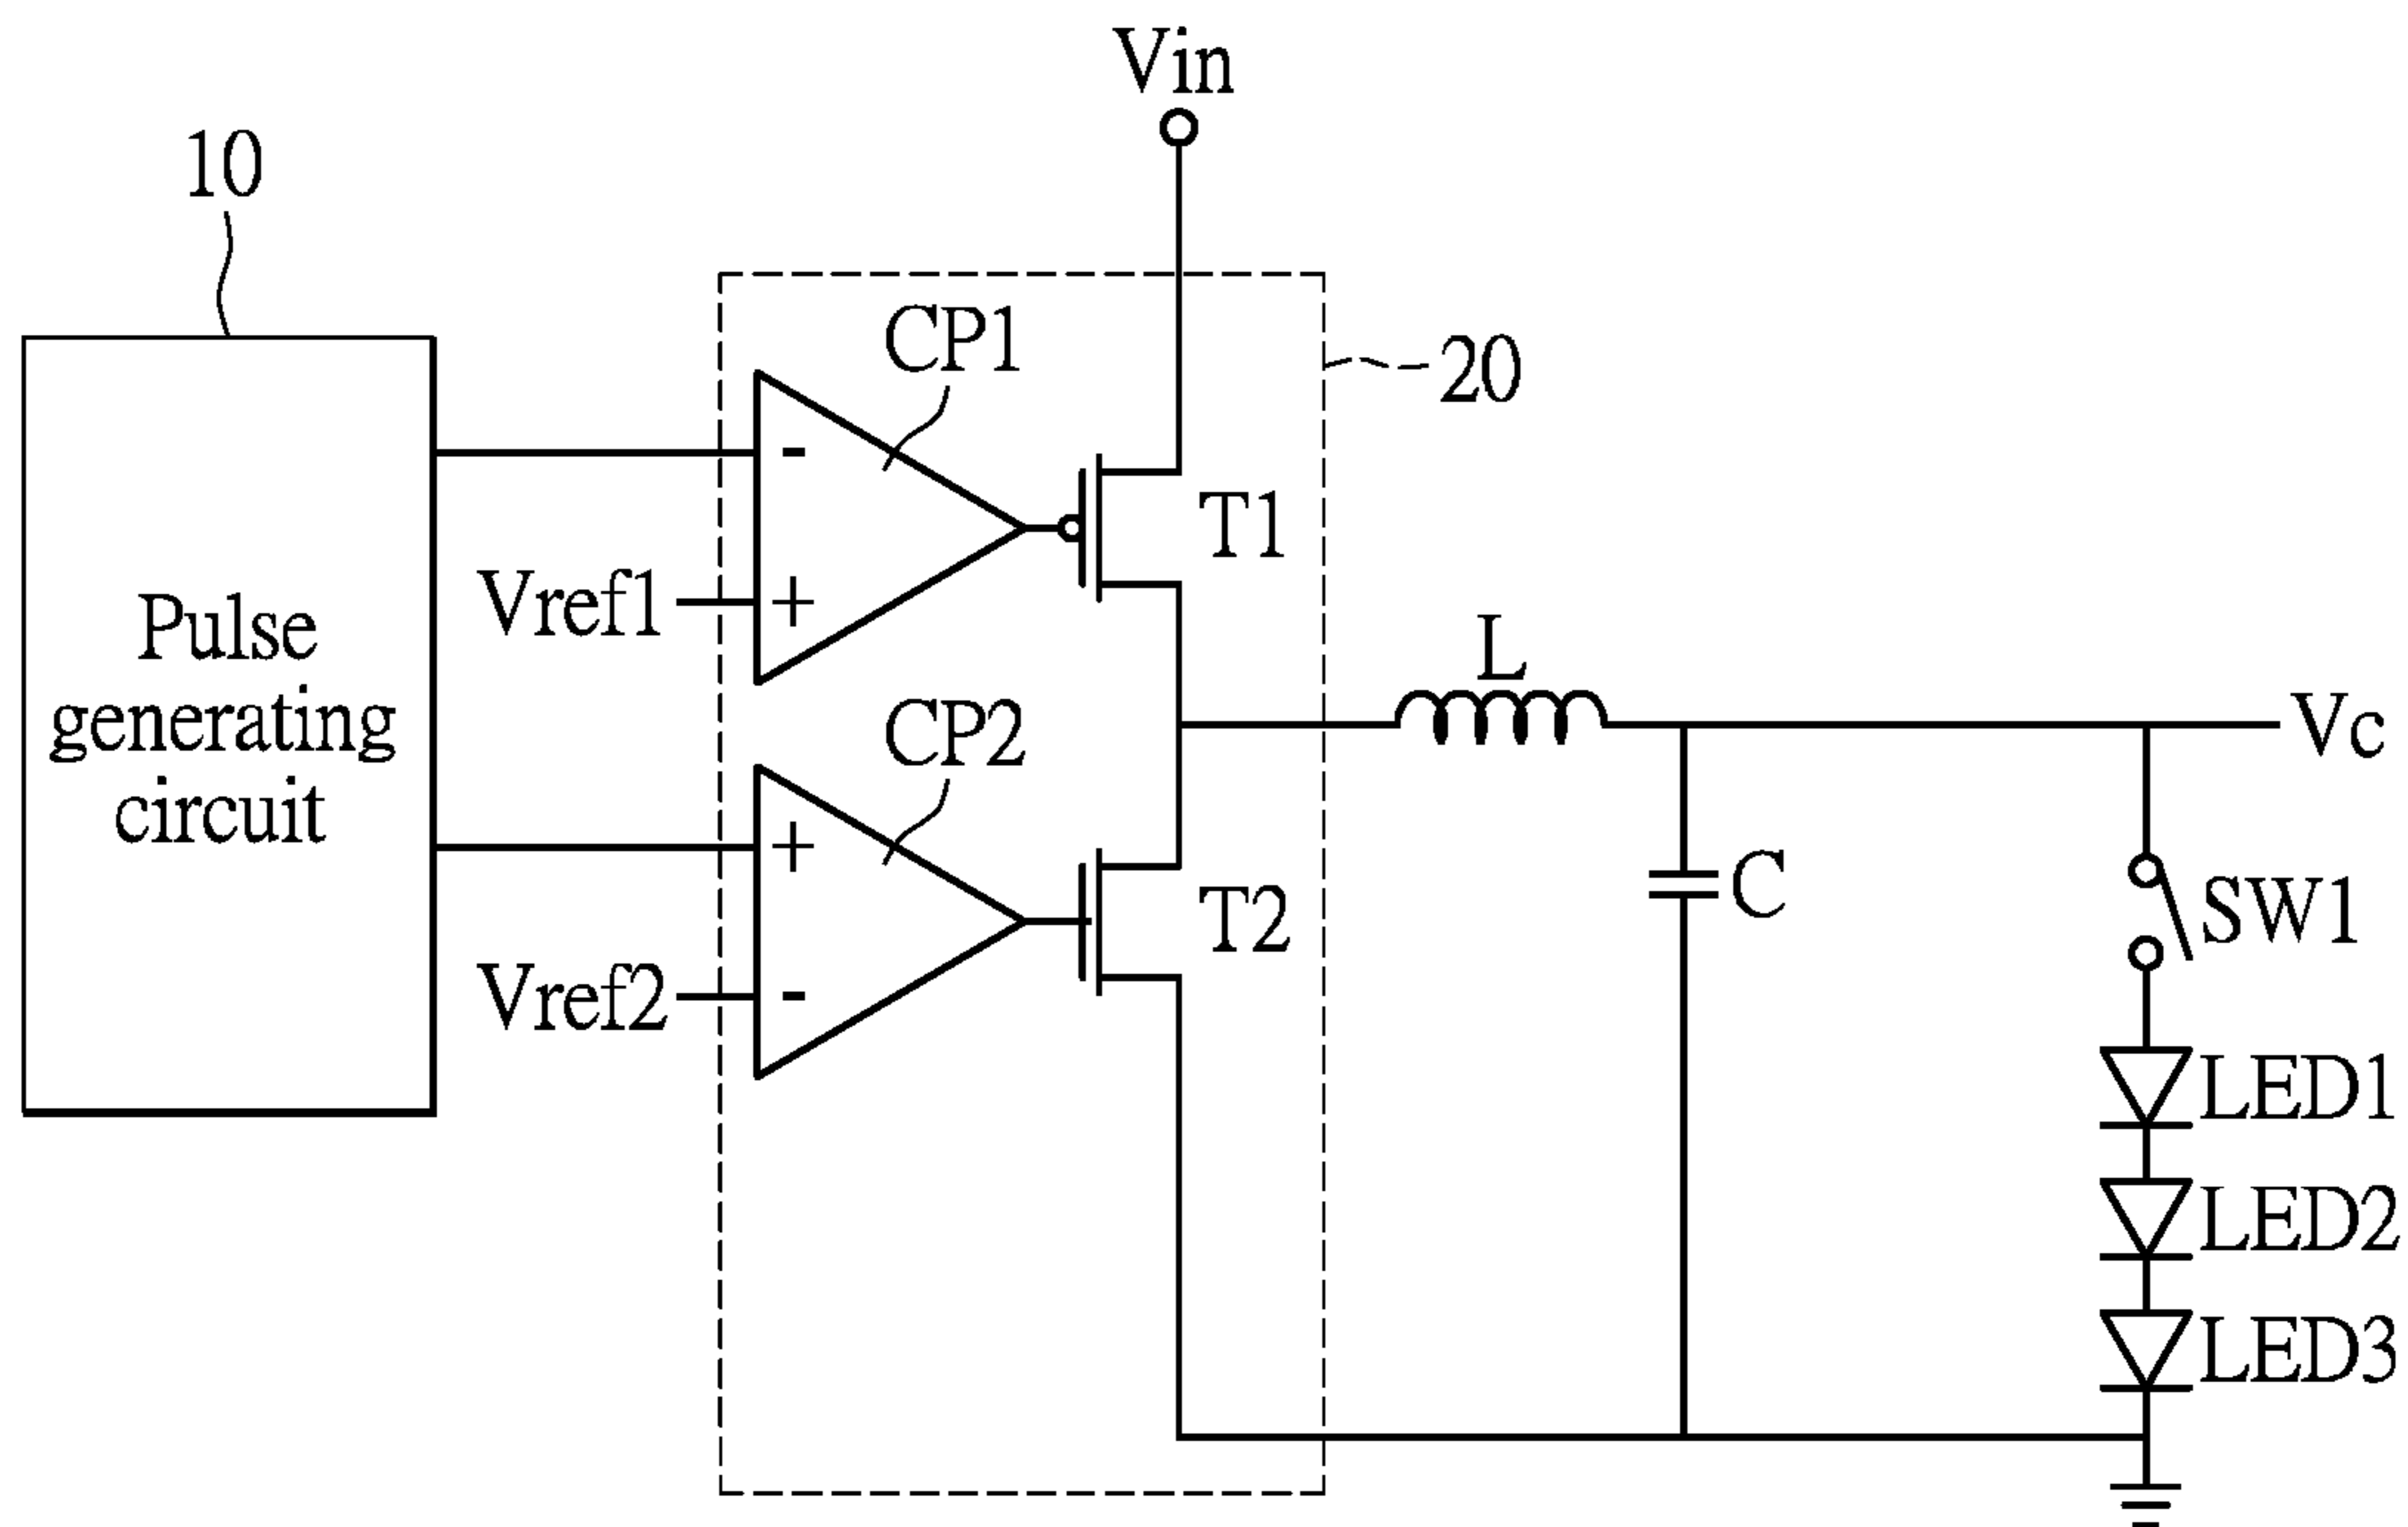 Vin
10
CP1
20
T1
Vref1
Pulse
generating
circuit
L
Vc
CP2
T2
C
SW1
Vref2
LED1
LED2
LED3
-
+
+
-